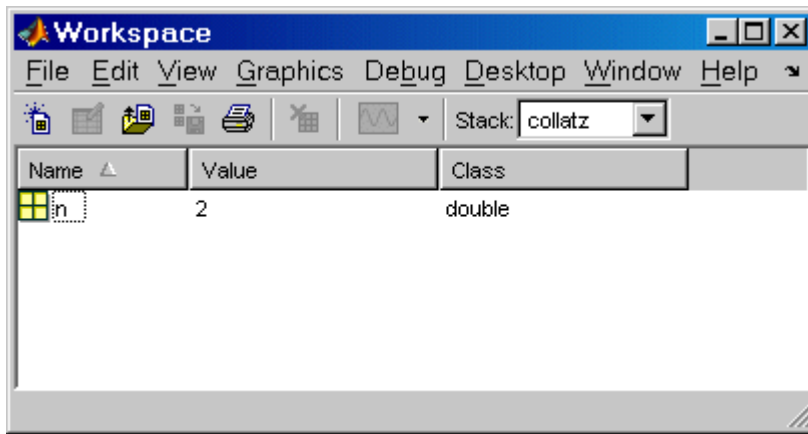 Workspace
File Edit View Graphics Debug Desktop Window Help
Stack: collatz
Name Value Class
n 2 double